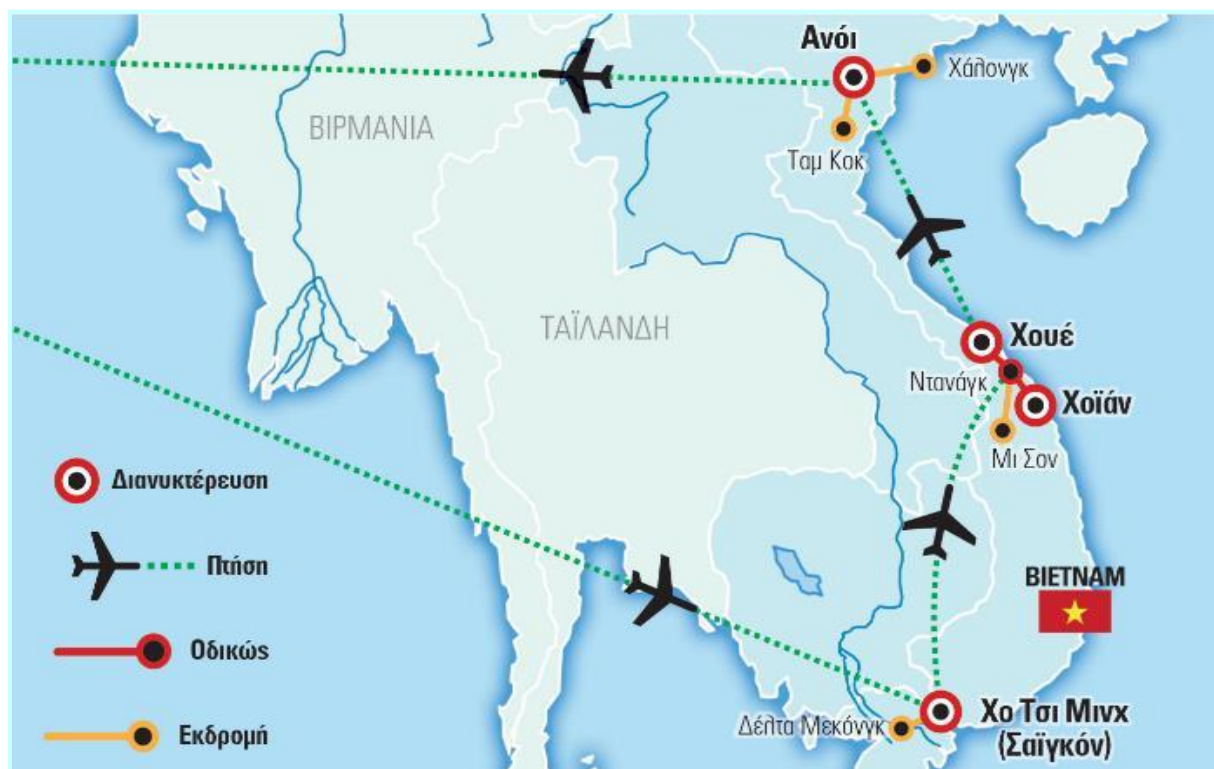 Ανόι
Χάλονγκ
ΒΙΡΜΑΝΙΑ
Ταμ Κοκ
ΤΑΪΛΑΝΔΗ
Χουέ
Ντανάγκ
Χοϊάν
Μι Σον
Διανυκτέρευση
Πτήση
ΒΙΕΤΝΑΜ
Οδικώς
Δέλτα Μεκόνγκ
Χο Τσι Μινχ
(Σαϊγκόν)
Εκδρομή